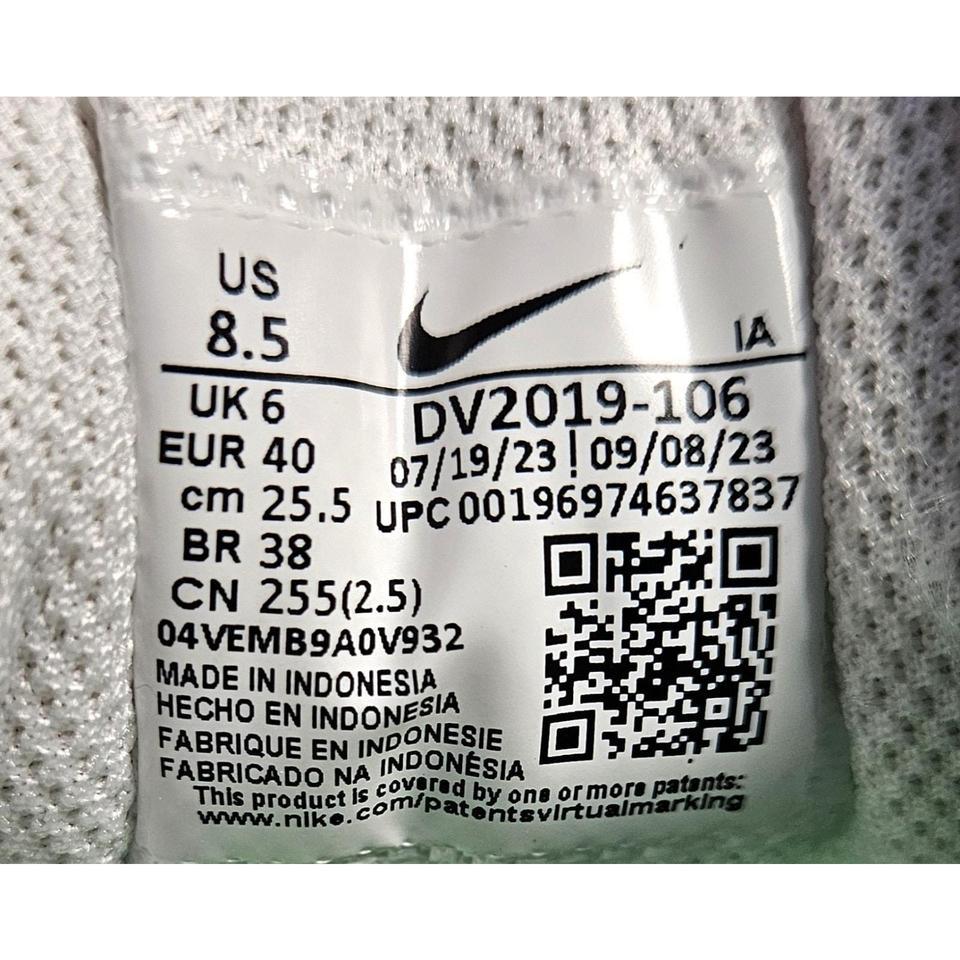 US
8.5
IA
UK 6
EUR 40
cm 25.5
BR 38
CN 255(2.5)
DV2019-106
07/19/23 | 09/08/23
UPC 00196974637837
04VEMB9A0V932
MADE IN INDONESIA
HECHO EN INDONESIA
FABRIQUE EN INDONESIE
FABRICADO NA INDONÉSIA
This product is covered by one or more patents:
www.nike.com/patentsvirtualmarking